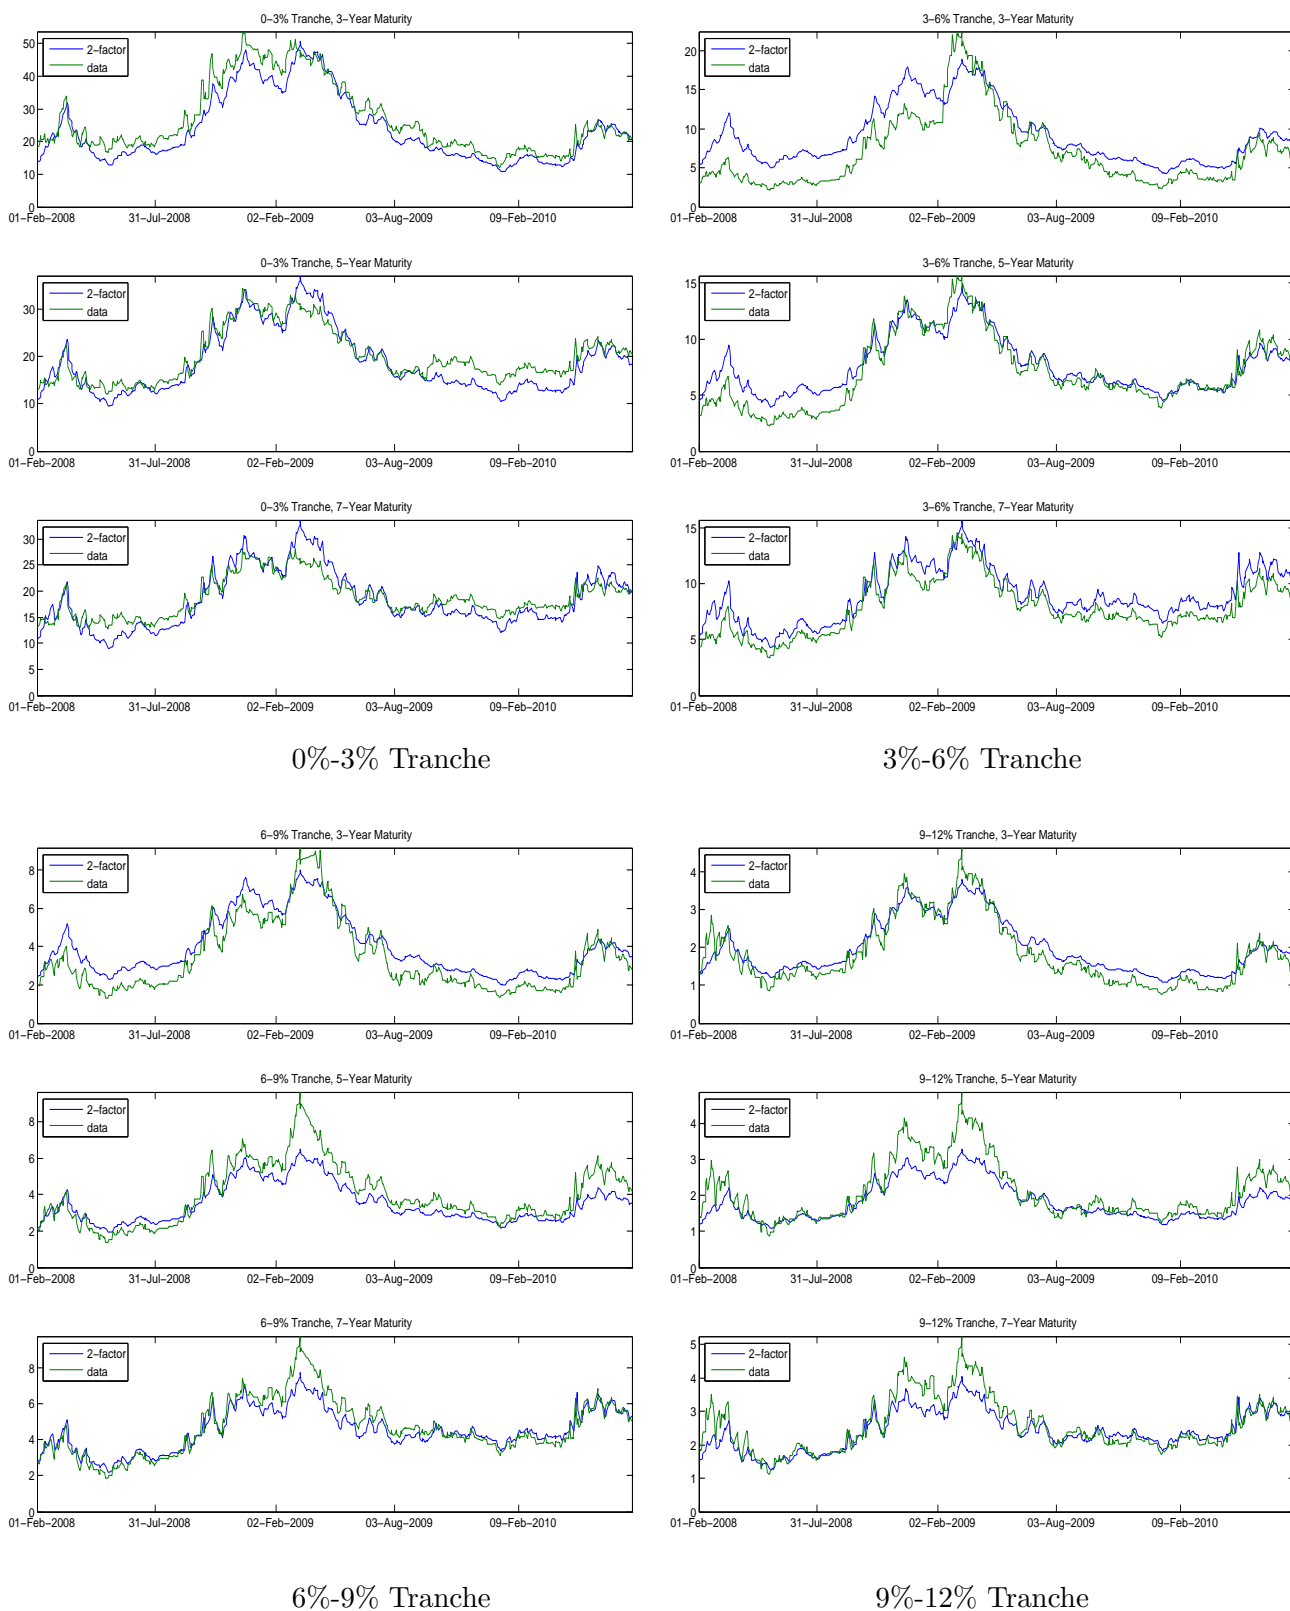 0–3% Tranche, 3–Year Maturity
2–factor
data
50
40
30
20
10
0
01–Feb–2008 31–Jul–2008 02–Feb–2009 03–Aug–2009 09–Feb–2010
0–3% Tranche, 5–Year Maturity
2–factor
data
30
20
10
0
01–Feb–2008 31–Jul–2008 02–Feb–2009 03–Aug–2009 09–Feb–2010
0–3% Tranche, 7–Year Maturity
2–factor
data
30
25
20
15
10
5
0
01–Feb–2008 31–Jul–2008 02–Feb–2009 03–Aug–2009 09–Feb–2010
0%-3% Tranche
3–6% Tranche, 3–Year Maturity
2–factor
data
20
15
10
5
0
01–Feb–2008 31–Jul–2008 02–Feb–2009 03–Aug–2009 09–Feb–2010
3–6% Tranche, 5–Year Maturity
2–factor
data
15
10
5
0
01–Feb–2008 31–Jul–2008 02–Feb–2009 03–Aug–2009 09–Feb–2010
3–6% Tranche, 7–Year Maturity
2–factor
data
15
10
5
0
01–Feb–2008 31–Jul–2008 02–Feb–2009 03–Aug–2009 09–Feb–2010
3%-6% Tranche
6–9% Tranche, 3–Year Maturity
2–factor
data
8
6
4
2
0
01–Feb–2008 31–Jul–2008 02–Feb–2009 03–Aug–2009 09–Feb–2010
6–9% Tranche, 5–Year Maturity
2–factor
data
8
6
4
2
0
01–Feb–2008 31–Jul–2008 02–Feb–2009 03–Aug–2009 09–Feb–2010
6–9% Tranche, 7–Year Maturity
2–factor
data
8
6
4
2
0
01–Feb–2008 31–Jul–2008 02–Feb–2009 03–Aug–2009 09–Feb–2010
6%-9% Tranche
9–12% Tranche, 3–Year Maturity
2–factor
data
4
3
2
1
0
01–Feb–2008 31–Jul–2008 02–Feb–2009 03–Aug–2009 09–Feb–2010
9–12% Tranche, 5–Year Maturity
2–factor
data
4
3
2
1
0
01–Feb–2008 31–Jul–2008 02–Feb–2009 03–Aug–2009 09–Feb–2010
9–12% Tranche, 7–Year Maturity
2–factor
data
5
4
3
2
1
0
01–Feb–2008 31–Jul–2008 02–Feb–2009 03–Aug–2009 09–Feb–2010
9%-12% Tranche